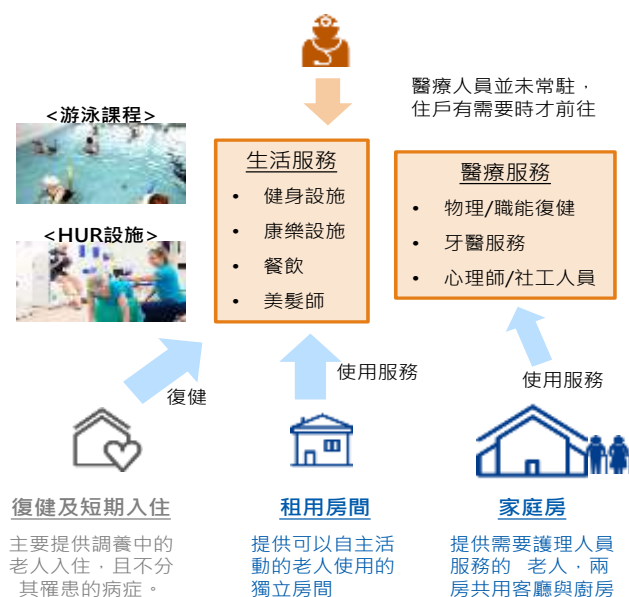 醫療人員並未常駐，
住戶有需要時才前往
<游泳課程>
<HUR設施>
生活服務
• 健身設施
• 康樂設施
• 餐飲
• 美髮師
醫療服務
• 物理/職能復健
• 牙醫服務
• 心理師/社工人員
復健
使用服務
使用服務
復健及短期入住
主要提供調養中的
老人入住，且不分
其罹患的病症。
租用房間
提供可以自主活
動的老人使用的
獨立房間
家庭房
提供需要護理人員
服務的 老人，兩
房共用客廳與廚房